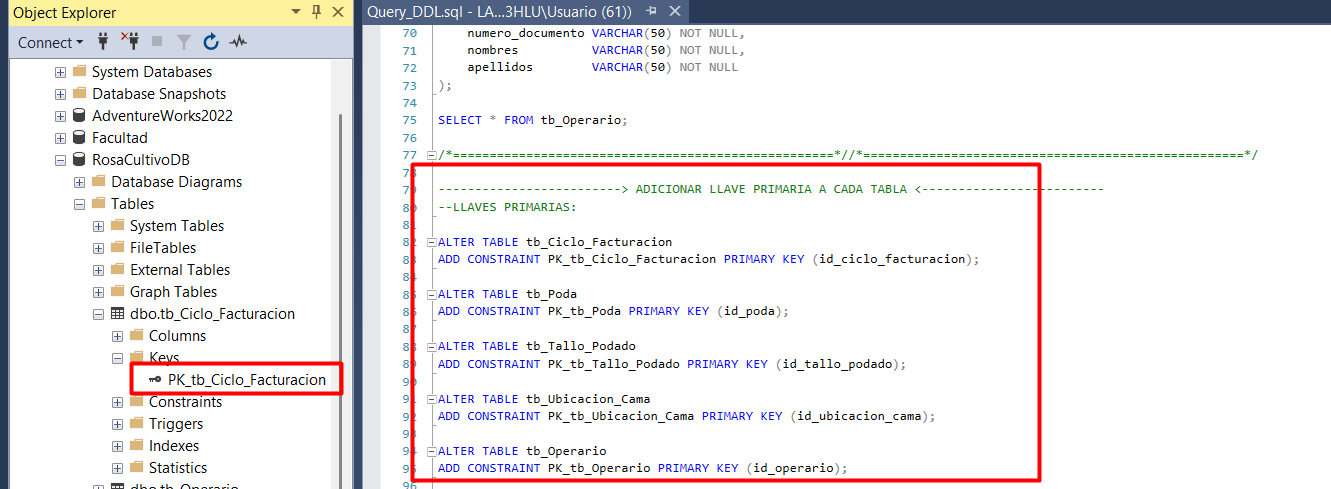 Object Explorer
Connect
System Databases
Database Snapshots
AdventureWorks2022
Facultad
RosaCultivoDB
Database Diagrams
Tables
System Tables
FileTables
External Tables
Graph Tables
dbo.tb_Ciclo_Facturacion
Columns
Keys
PK_tb_Ciclo_Facturacion
Constraints
Triggers
Indexes
Statistics
dbo.tb_Operario
Query_DDL.sql - LA...3HLU\Usuario (61))
70 numero_documento VARCHAR(50) NOT NULL,
71 nombres VARCHAR(50) NOT NULL,
72 apellidos VARCHAR(50) NOT NULL
73 );
74
75 SELECT * FROM tb_Operario;
76
77 /*====================================================*//*====================================================*/
78
79 -------------------------> ADICIONAR LLAVE PRIMARIA A CADA TABLA <-------------------------
80 --LLAVES PRIMARIAS:
81
82 ALTER TABLE tb_Ciclo_Facturacion
83 ADD CONSTRAINT PK_tb_Ciclo_Facturacion PRIMARY KEY (id_ciclo_facturacion);
84
85 ALTER TABLE tb_Poda
86 ADD CONSTRAINT PK_tb_Poda PRIMARY KEY (id_poda);
87
88 ALTER TABLE tb_Tallo_Podado
89 ADD CONSTRAINT PK_tb_Tallo_Podado PRIMARY KEY (id_tallo_podado);
90
91 ALTER TABLE tb_Ubicacion_Cama
92 ADD CONSTRAINT PK_tb_Ubicacion_Cama PRIMARY KEY (id_ubicacion_cama);
93
94 ALTER TABLE tb_Operario
95 ADD CONSTRAINT PK_tb_Operario PRIMARY KEY (id_operario);
96